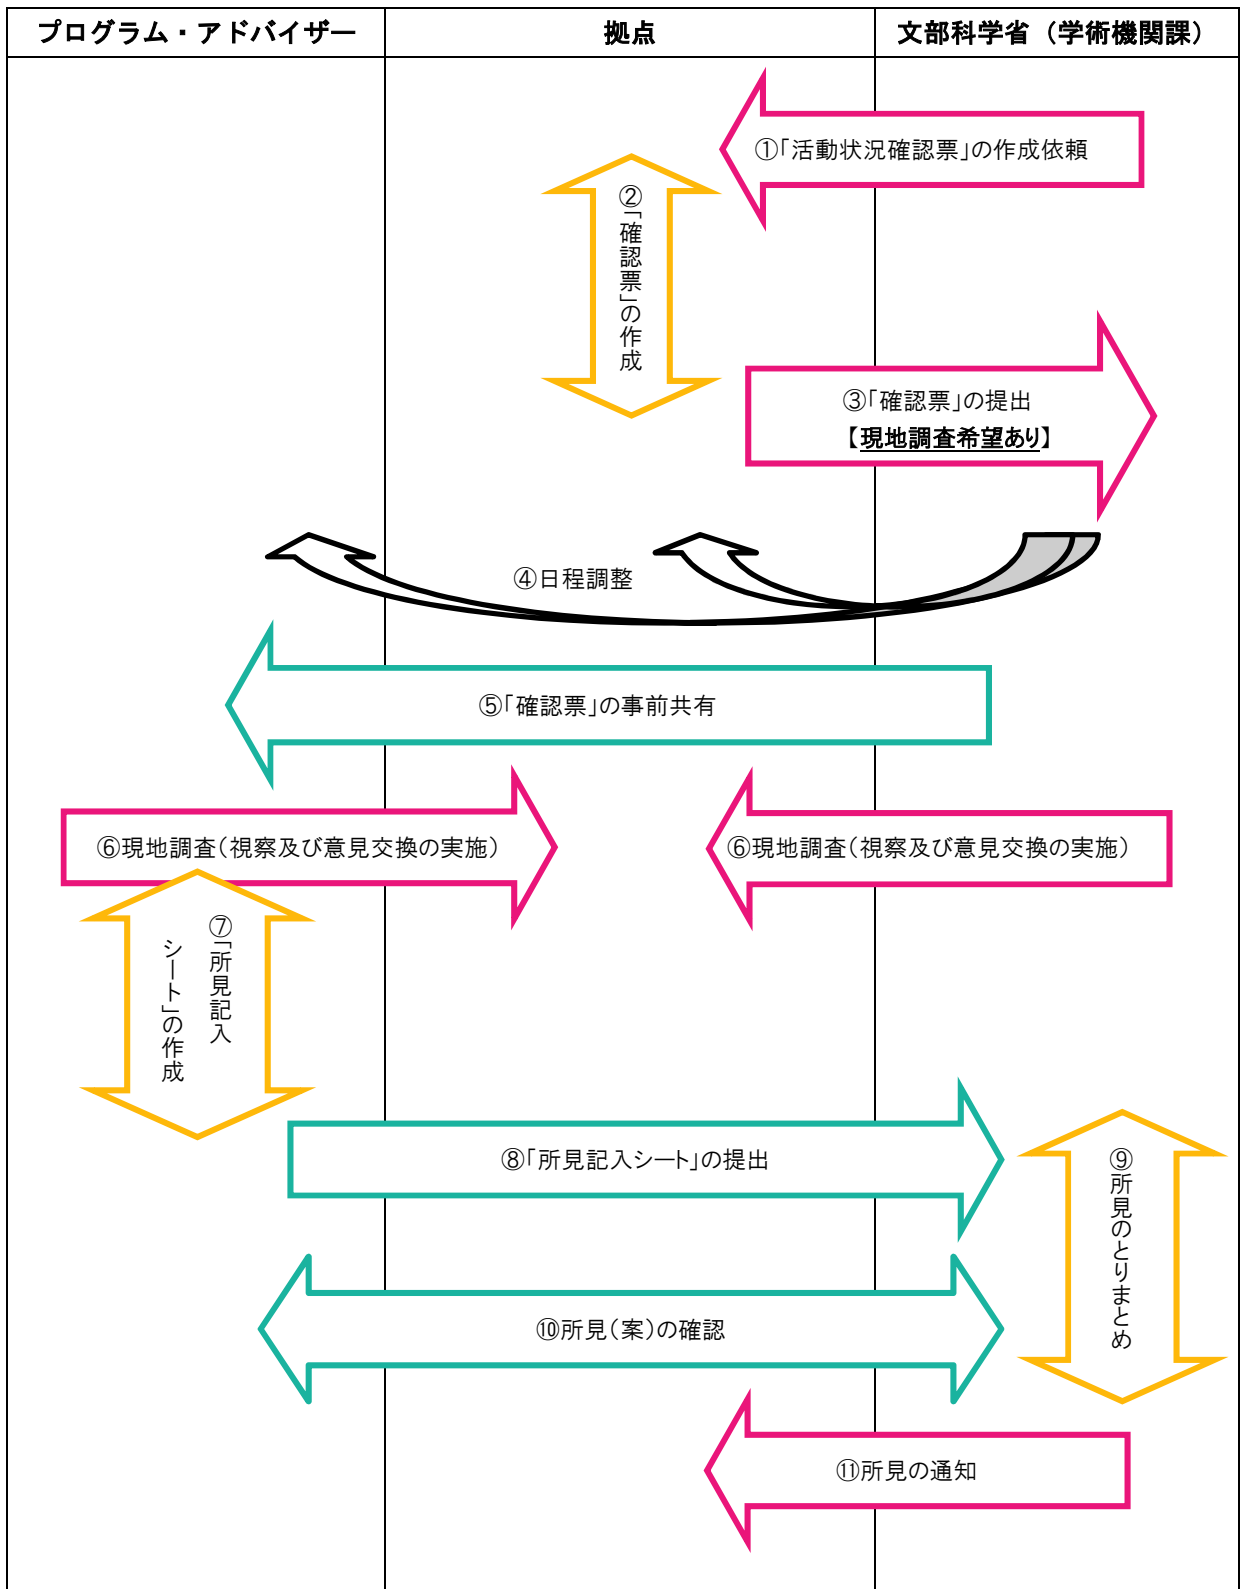 プログラム・アドバイザー
拠点
文部科学省（学術機関課）
①「活動状況確認票」の作成依頼
②「確認票」の作成
③「確認票」の提出
【現地調査希望あり】
④日程調整
⑤「確認票」の事前共有
⑥現地調査（視察及び意見交換の実施）
⑥現地調査（視察及び意見交換の実施）
⑦「所見記入
シート」の作成
⑧「所見記入シート」の提出
⑨所見のとりまとめ
⑩所見（案）の確認
⑪所見の通知